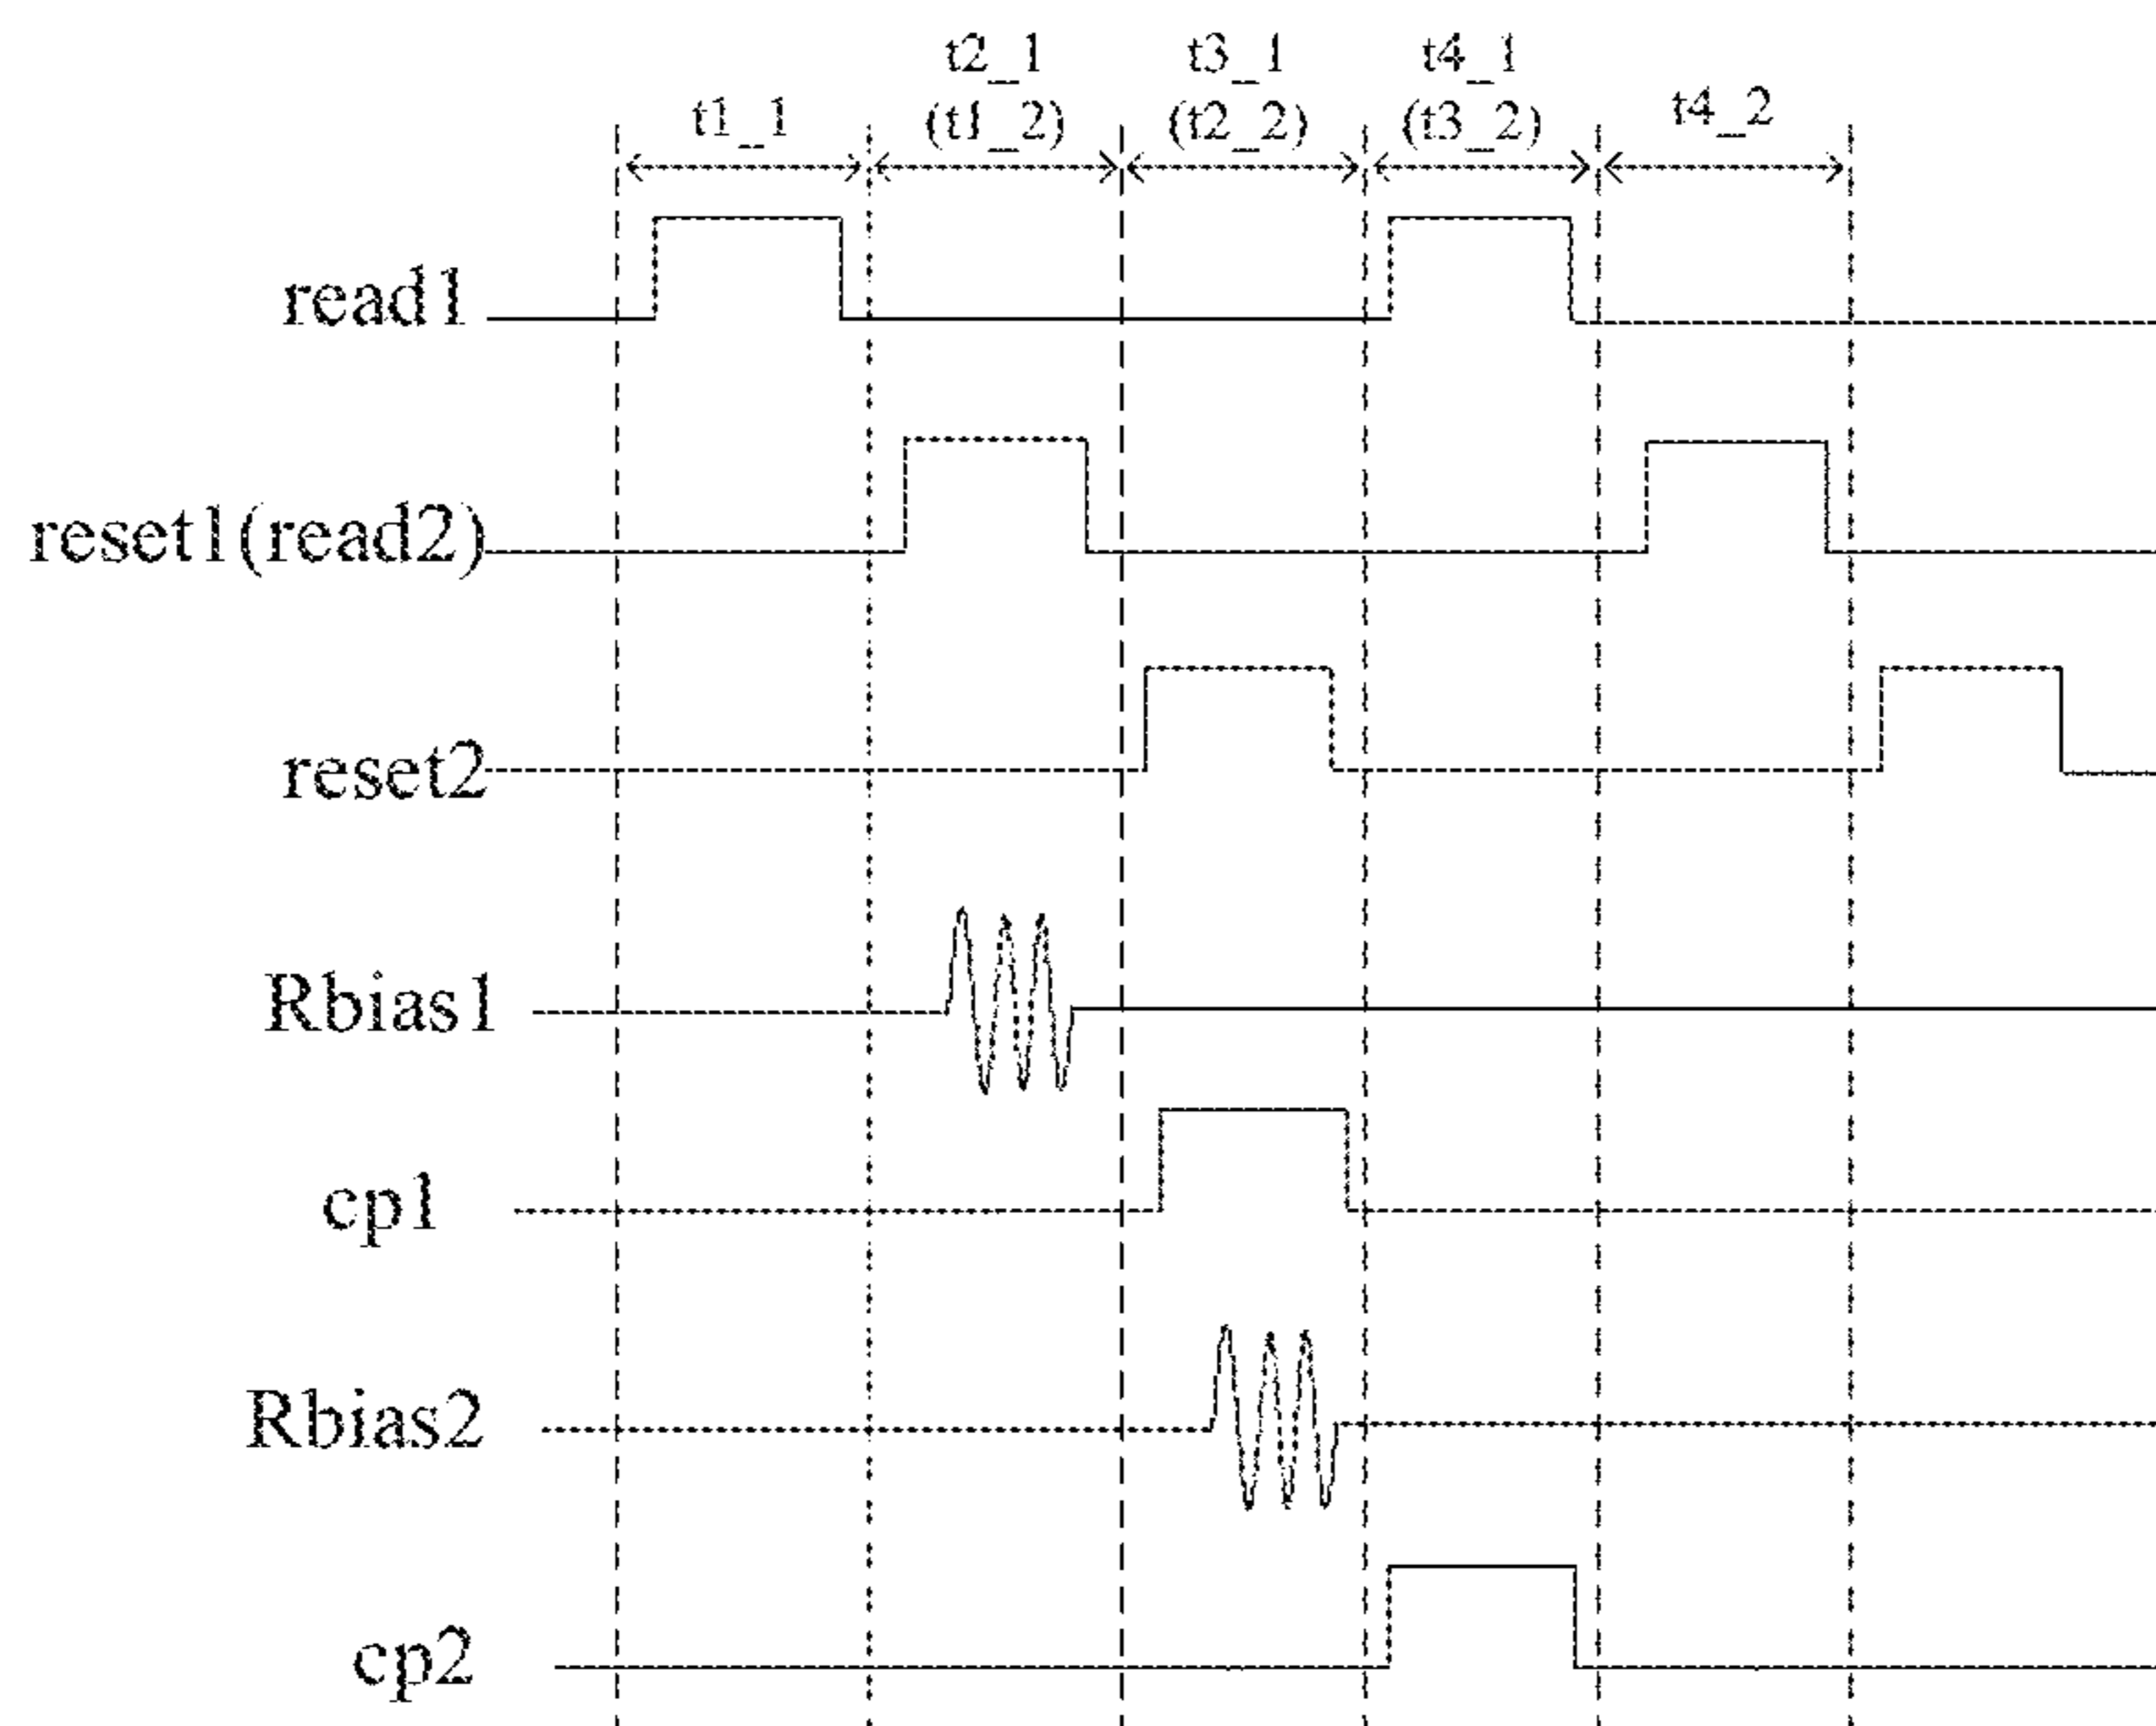 t2_1 t3_1 t4_1
t1_1 (t1_2) (t2_2) (t3_2) t4_2
read1
reset1(read2)
reset2
Rbias1
cp1
Rbias2
cp2